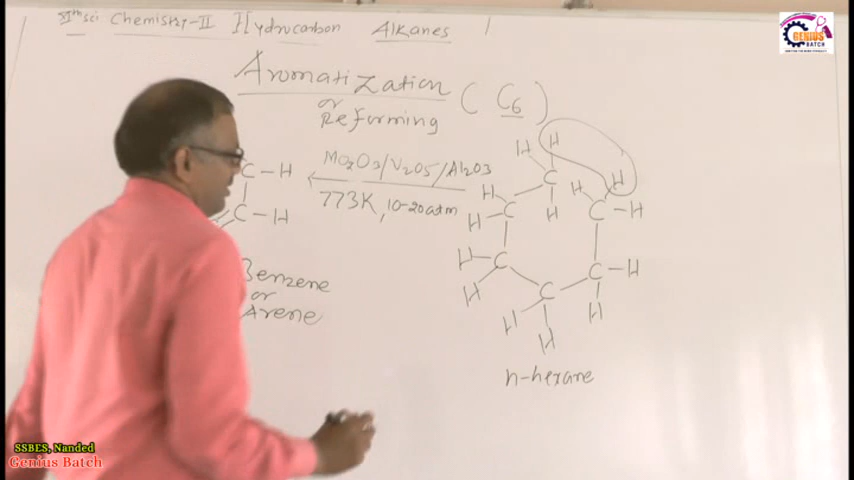 XIth sci Chemistry-II Hydrocarbon Alkanes
GENIUS
BATCH
Aromatization
or
Reforming
(C6)
Mo2O3/V2O5/Al2O3
773K, 10-20atm
C-H
C-H
Benzene
or
Arene
H H
C H H
H C H C-H
H
H-C C-H
H C H
H H
n-hexane
SSBES, Nanded
Genius Batch